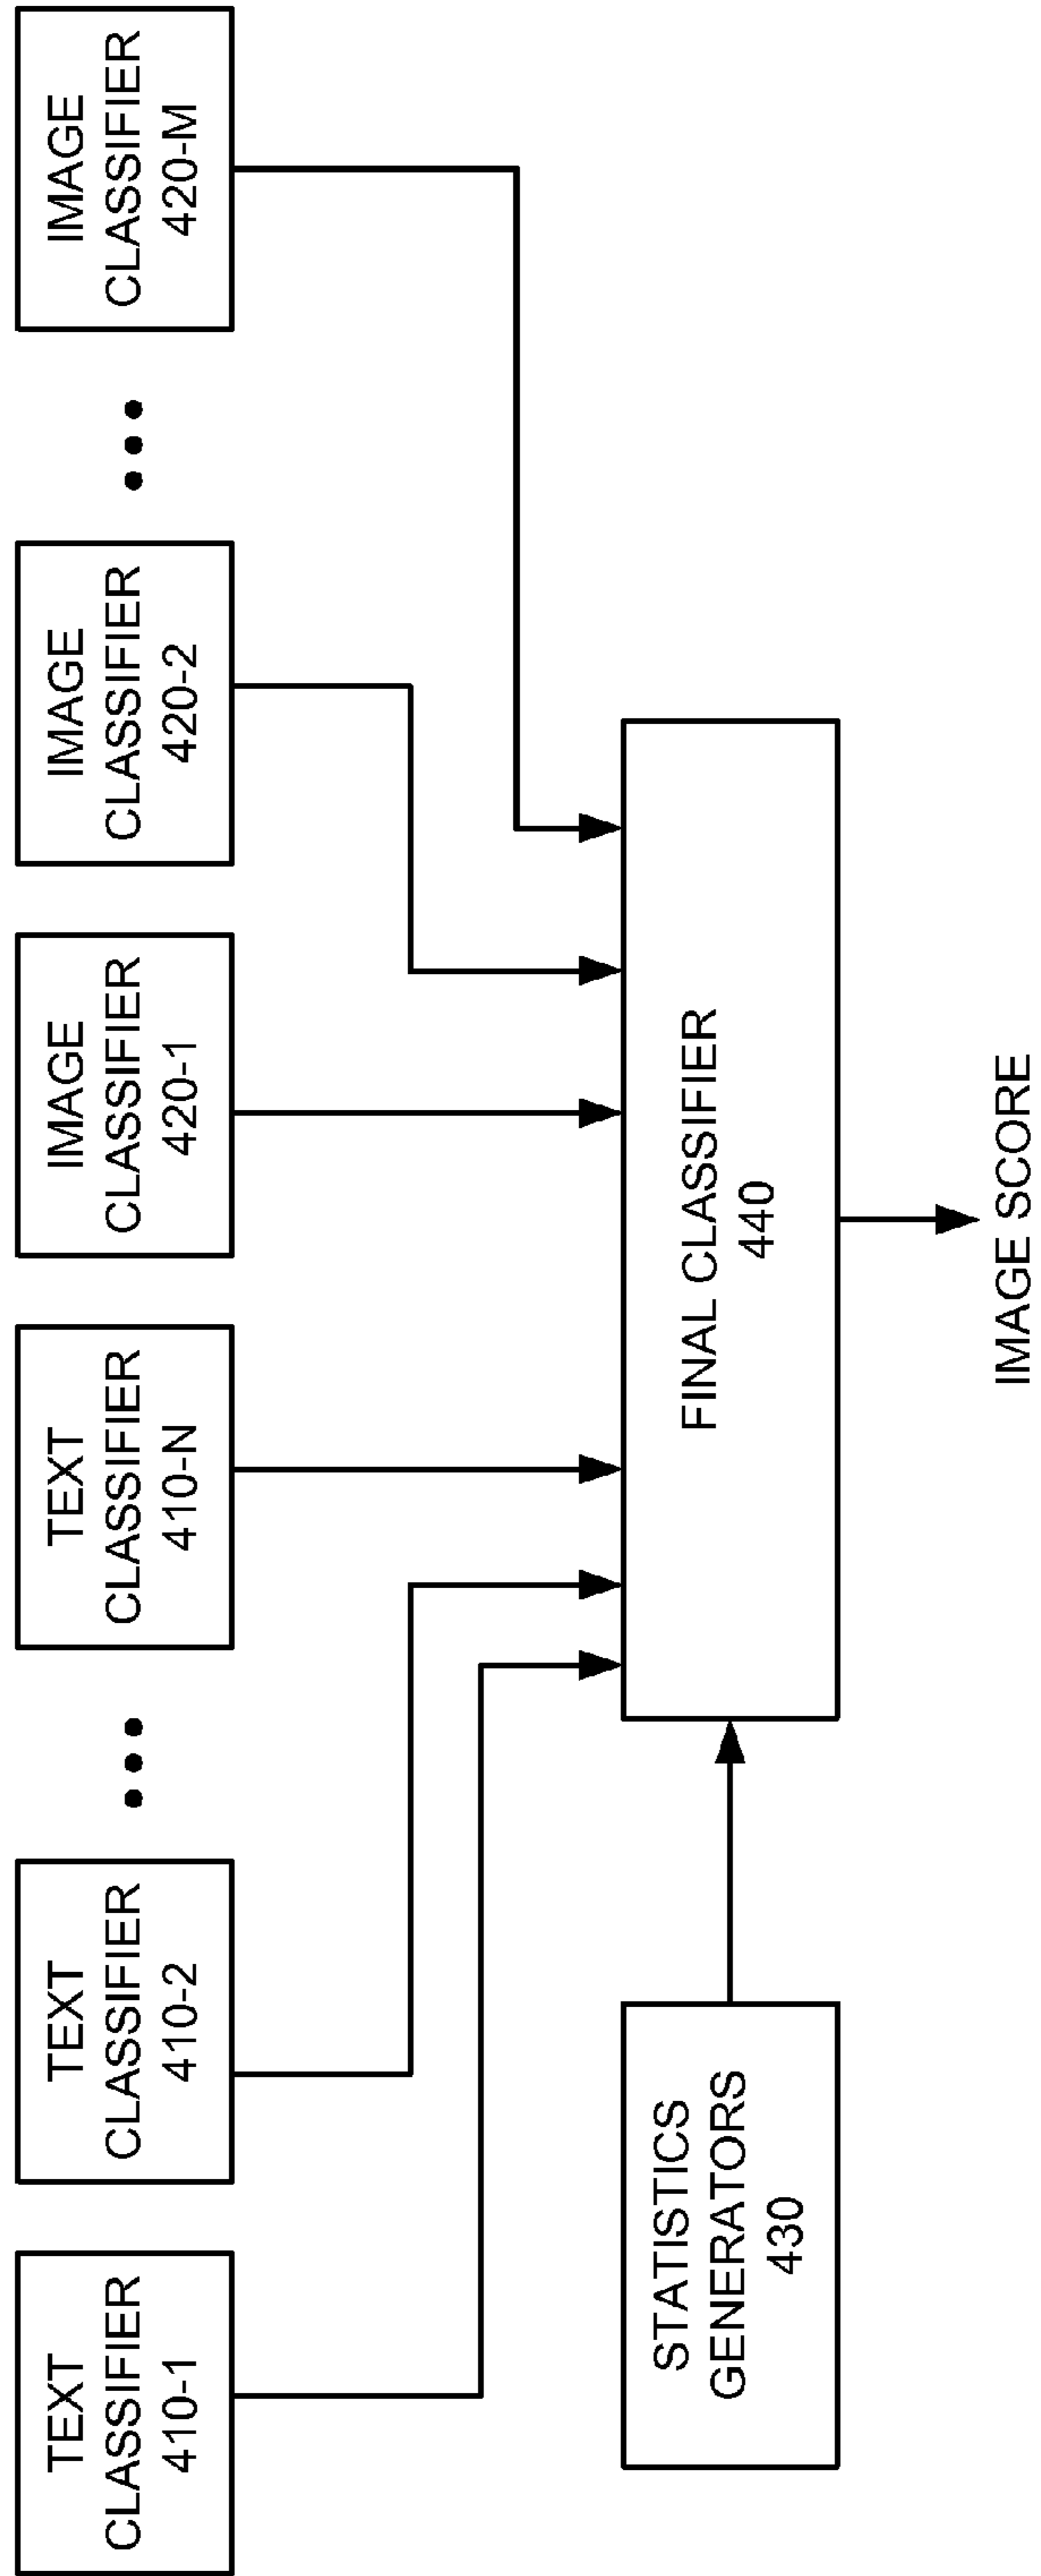 TEXT
CLASSIFIER
410-1
TEXT
CLASSIFIER
410-2
TEXT
CLASSIFIER
410-N
IMAGE
CLASSIFIER
420-1
IMAGE
CLASSIFIER
420-2
IMAGE
CLASSIFIER
420-M
STATISTICS
GENERATORS
430
FINAL CLASSIFIER
440
IMAGE SCORE